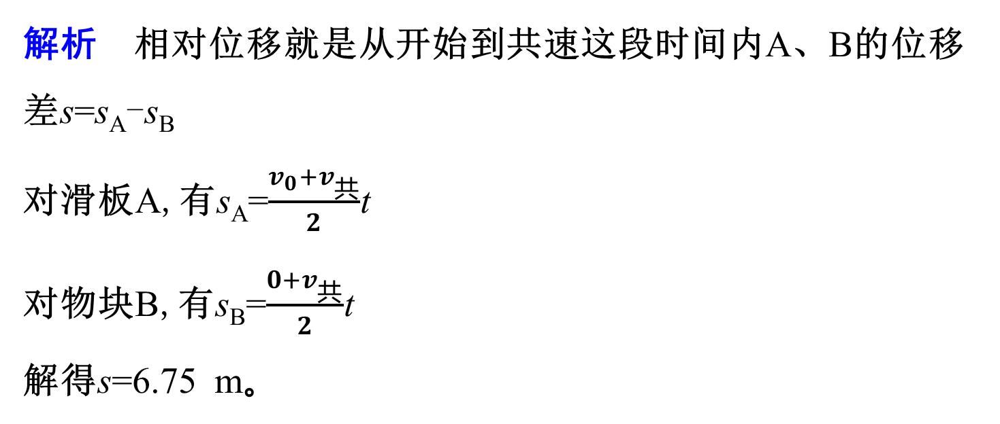 解析 相对位移就是从开始到共速这段时间内A、B的位移
差s=sA−sB
对滑板A, 有sA=\frac{v0+v共}{2}t
对物块B, 有sB=\frac{0+v共}{2}t
解得s=6.75 m。